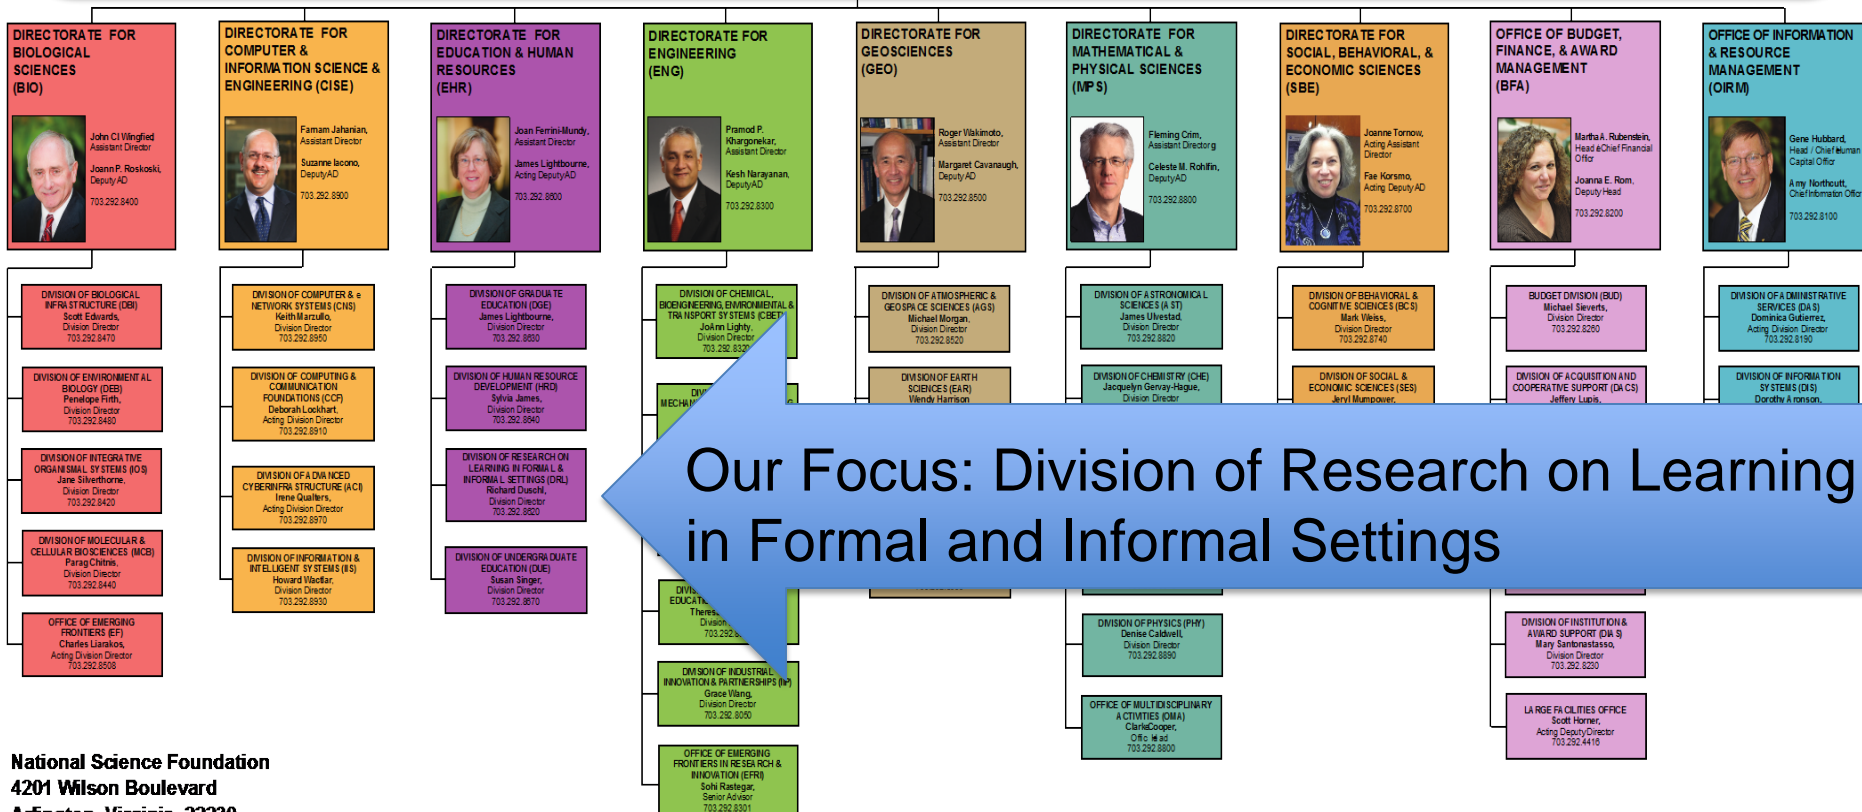 DIRECTORATE FOR
BIOLOGICAL
SCIENCES
(BIO)
John Cl Wingfied
Assistant Director
Joann P. Roskoski,
DeputyAD
703.292.8400
DIVISION OF BIOLOGICAL
INFRASTRUCTURE (DBI)
Scott Edwards,
Division Director
703.292.8470
DIVISION OF ENVIRONMENTAL
BIOLOGY (DEB)
Penelope Firth,
Division Director
703.292.8480
DIVISION OF INTEGRATIVE
ORGANISMAL SYSTEMS (IOS)
Jane Silverthorne,
Division Director
703.292.8420
DIVISION OF MOLECULAR &
CELLULAR BIOSCIENCES (MCB)
Parag Chitnis,
Division Director
703.292.8440
OFFICE OF EMERGING
FRONTIERS (EF)
Charles Liarakos,
Acting Division Director
703.292.8508
DIRECTORATE FOR
COMPUTER &
INFORMATION SCIENCE &
ENGINEERING (CISE)
Farnam Jahanian,
Assistant Director
Suzanne Iacono,
DeputyAD
703.292.8900
DIVISION OF COMPUTER & e
NETWORK SYSTEMS (CNS)
Keith Marzullo,
Division Director
703.292.8950
DIVISION OF COMPUTING &
COMMUNICATION
FOUNDATIONS (CCF)
Deborah Lockhart,
Acting Division Director
703.292.8910
DIVISION OF ADVANCED
CYBERINFRASTRUCTURE (ACI)
Irene Qualters,
Acting Division Director
703.292.8970
DIVISION OF INFORMATION &
INTELLIGENT SYSTEMS (IIS)
Howard Wactlar,
Division Director
703.292.8930
DIRECTORATE FOR
EDUCATION & HUMAN
RESOURCES
(EHR)
Joan Ferrini-Mundy,
Assistant Director
James Lightbourne,
Acting DeputyAD
703.292.8600
DIVISION OF GRADUATE
EDUCATION (DGE)
James Lightbourne,
Division Director
703.292.8630
DIVISION OF HUMAN RESOURCE
DEVELOPMENT (HRD)
Sylvia James,
Division Director
703.292.8640
DIVISION OF RESEARCH ON
LEARNING IN FORMAL &
INFORMAL SETTINGS (DRL)
Richard Duschl,
Division Director
703.292.8620
DIVISION OF UNDERGRADUATE
EDUCATION (DUE)
Susan Singer,
Division Director
703.292.8670
DIRECTORATE FOR
ENGINEERING
(ENG)
Pramod P.
Khargonekar,
Assistant Director
Kesh Narayanan,
DeputyAD
703.292.8300
DIVISION OF CHEMICAL,
BIOENGINEERING, ENVIRONMENTAL &
TRANSPORT SYSTEMS (CBET)
JoAnn Lighty,
Division Director
703.292.8320
DIVISION OF INDUSTRIAL
INNOVATION & PARTNERSHIPS (IIP)
Grace Wang,
Division Director
703.292.8050
OFFICE OF EMERGING
FRONTIERS IN RESEARCH &
INNOVATION (EFRI)
Sohi Rastegar,
Senior Advisor
703.292.8301
DIRECTORATE FOR
GEOSCIENCES
(GEO)
Roger Wakimoto,
Assistant Director
Margaret Cavanaugh,
DeputyAD
703.292.8500
DIVISION OF ATMOSPHERIC &
GEOSPACE SCIENCES (AGS)
Michael Morgan,
Division Director
703.292.8520
DIVISION OF EARTH
SCIENCES (EAR)
Wendy Harrison
DIRECTORATE FOR
MATHEMATICAL &
PHYSICAL SCIENCES
(MPS)
Fleming Crim,
Assistant Directorg
Celeste M. Rohlfin,
DeputyAD
703.292.8800
DIVISION OF ASTRONOMICAL
SCIENCES (AST)
James Ulvestad,
Division Director
703.292.8820
DIVISION OF CHEMISTRY (CHE)
Jacquelyn Gervay-Hague,
Division Director
DIVISION OF PHYSICS (PHY)
Denise Caldwell,
Division Director
703.292.8890
OFFICE OF MULTIDISCIPLINARY
ACTIVITIES (OMA)
ClarkeCooper,
703.292.8800
DIRECTORATE FOR
SOCIAL, BEHAVIORAL, &
ECONOMIC SCIENCES
(SBE)
Joanne Tornow,
Acting Assistant
Director
Fae Korsmo,
Acting DeputyAD
703.292.8700
DIVISION OF BEHAVIORAL &
COGNITIVE SCIENCES (BCS)
Mark Weiss,
Division Director
703.292.8740
DIVISION OF SOCIAL &
ECONOMIC SCIENCES (SES)
Jeryl Mumpower,
OFFICE OF BUDGET,
FINANCE, & AWARD
MANAGEMENT
(BFA)
Martha A. Rubenstein,
Head Chief Financial
Officr
Joanna E. Rom,
Deputy Head
703.292.8200
BUDGET DIVISION (BUD)
Michael Sieverts,
Division Director
703.292.8260
DIVISION OF ACQUISITION AND
COOPERATIVE SUPPORT (DACS)
Jeffery Lupis,
DIVISION OF INSTITUTION &
AWARD SUPPORT (DIAS)
Mary Santonastasso,
Division Director
703.292.8230
LARGE FACILITIES OFFICE
Scott Horner,
Acting DeputyDirector
703.292.4416
OFFICE OF INFORMATION
& RESOURCE
MANAGEMENT
(OIRM)
Gene Hubbard,
Head / Chief Human
Capital Officr
Amy Northcutt,
Chief Information Officr
703.292.8100
DIVISION OF ADMINISTRATIVE
SERVICES (DAS)
Dominica Gutierrez,
Acting Division Director
703.292.8190
DIVISION OF INFORMATION
SYSTEMS (DIS)
Dorothy Aronson,
Our Focus: Division of Research on Learning
in Formal and Informal Settings
National Science Foundation
4201 Wilson Boulevard
Arlington, Virginia 22230